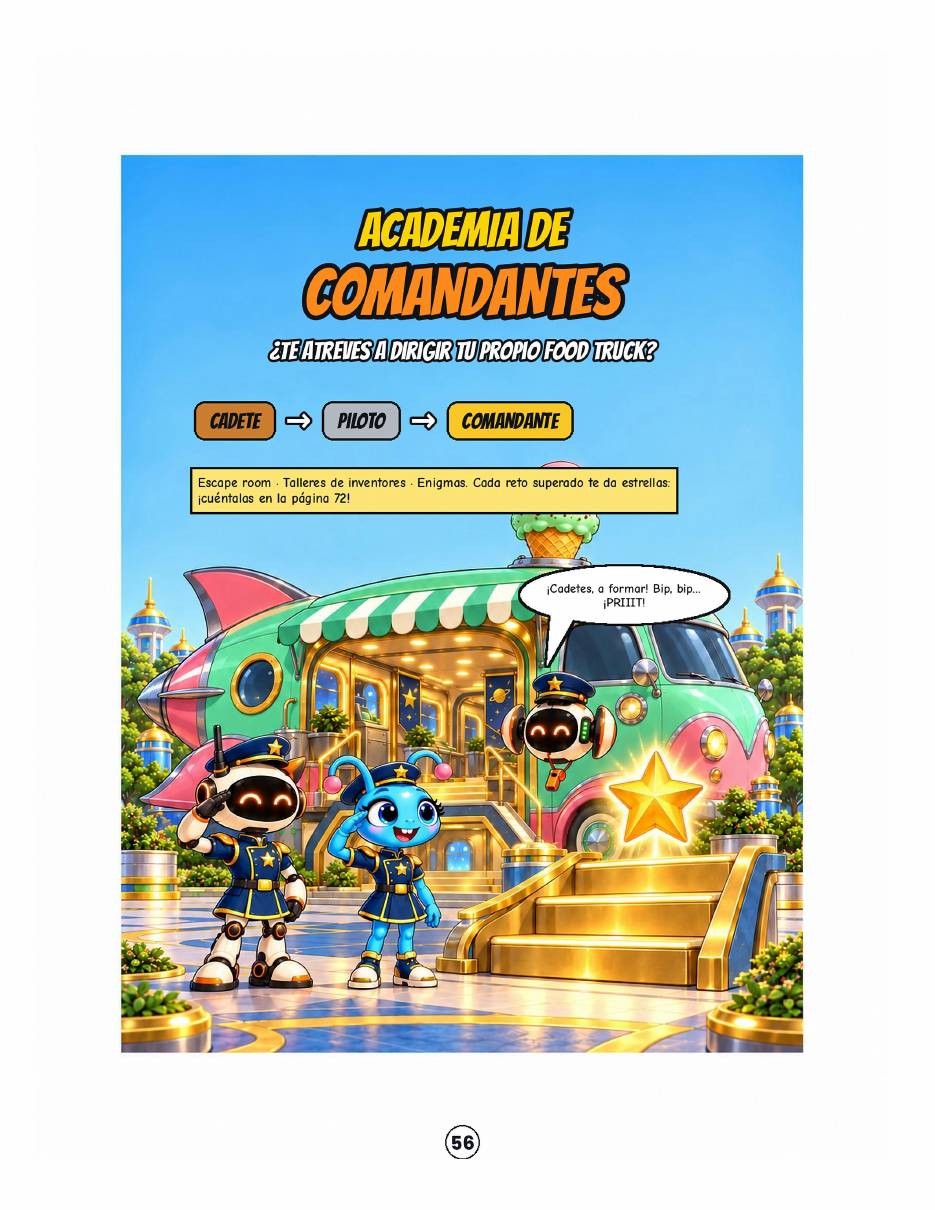 ACADEMIA DE
COMANDANTES
¿TE ATREVES A DIRIGIR TU PROPIO FOOD TRUCK?
CADETE → PILOTO → COMANDANTE
Escape room · Talleres de inventores · Enigmas. Cada reto superado te da estrellas:
¡cuéntalas en la página 72!
¡Cadetes, a formar! Bip, bip...
¡PRIIIT!
56